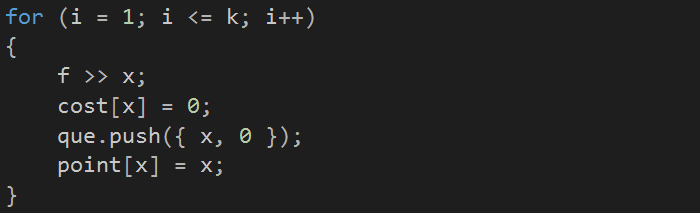 for (i = 1; i <= k; i++)
{
    f >> x;
    cost[x] = 0;
    que.push({ x, 0 });
    point[x] = x;
}